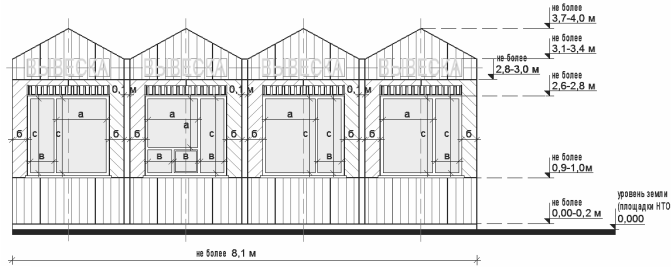 не более
3,7-4,0 м
не более
3,1-3,4 м
ВЫВЕСКА ВЫВЕСКА ВЫВЕСКА ВЫВЕСКА
не более
2,8-3,0 м
не более
2,6-2,8 м
0,1 м 0,1 м 0,1 м
а а а а
а
б с с б б с с б б с с б б с с б
в в в в в в
не более
0,9-1,0м
уровень земли
(площадки НТО
0,000
не более
0,00-0,2 м
не более 8,1 м